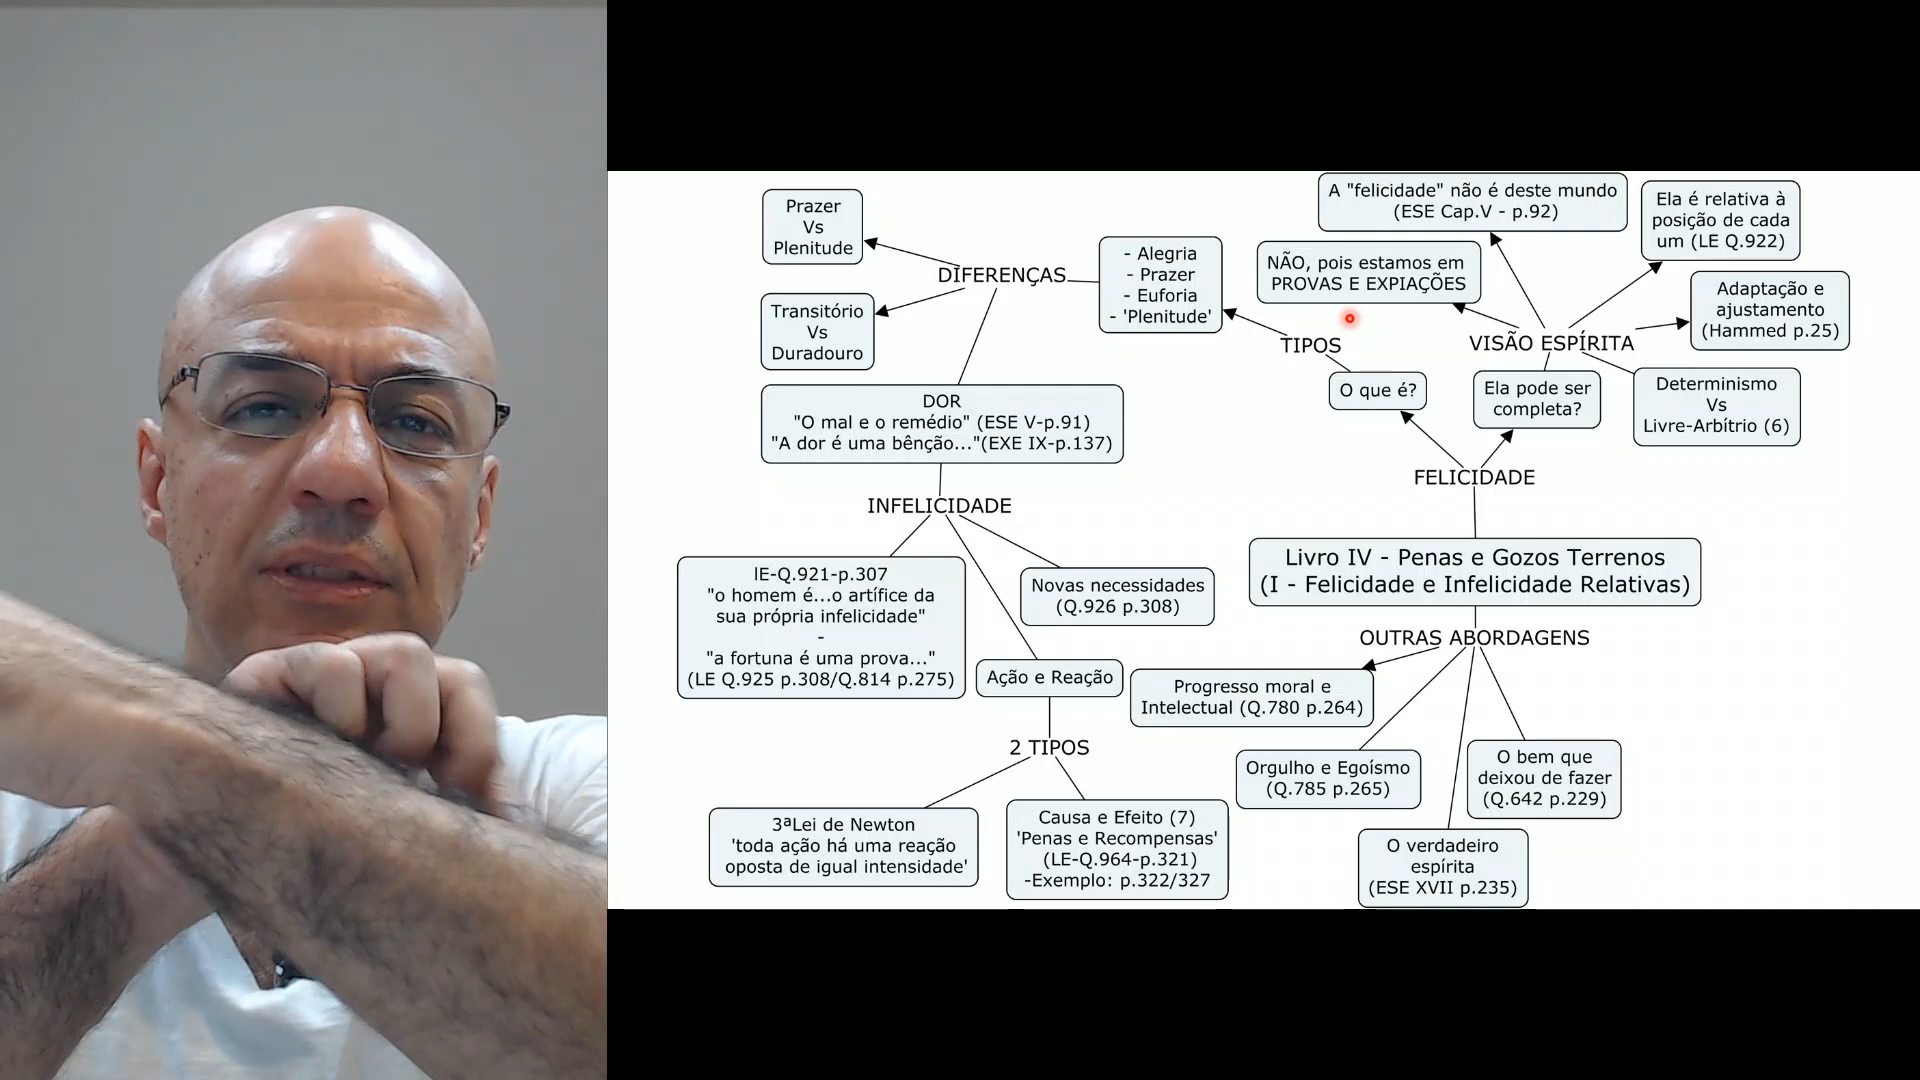 Prazer
Vs
Plenitude
Transitório
Vs
Duradouro
DIFERENÇAS
- Alegria
- Prazer
- Euforia
- 'Plenitude'
A "felicidade" não é deste mundo
(ESE Cap.V - p.92)
Ela é relativa à
posição de cada
um (LE Q.922)
NÃO, pois estamos em
PROVAS E EXPIAÇÕES
Adaptação e
ajustamento
(Hammed p.25)
TIPOS
VISÃO ESPÍRITA
O que é?
Ela pode ser
completa?
Determinismo
Vs
Livre-Arbítrio (6)
DOR
"O mal e o remédio" (ESE V-p.91)
"A dor é uma bênção..."(EXE IX-p.137)
FELICIDADE
INFELICIDADE
Livro IV - Penas e Gozos Terrenos
(I - Felicidade e Infelicidade Relativas)
lE-Q.921-p.307
"o homem é...o artífice da
sua própria infelicidade"
-
"a fortuna é uma prova..."
(LE Q.925 p.308/Q.814 p.275)
Novas necessidades
(Q.926 p.308)
Ação e Reação
2 TIPOS
3ªLei de Newton
'toda ação há uma reação
oposta de igual intensidade'
Causa e Efeito (7)
'Penas e Recompensas'
(LE-Q.964-p.321)
-Exemplo: p.322/327
OUTRAS ABORDAGENS
Progresso moral e
Intelectual (Q.780 p.264)
Orgulho e Egoísmo
(Q.785 p.265)
O bem que
deixou de fazer
(Q.642 p.229)
O verdadeiro
espírita
(ESE XVII p.235)